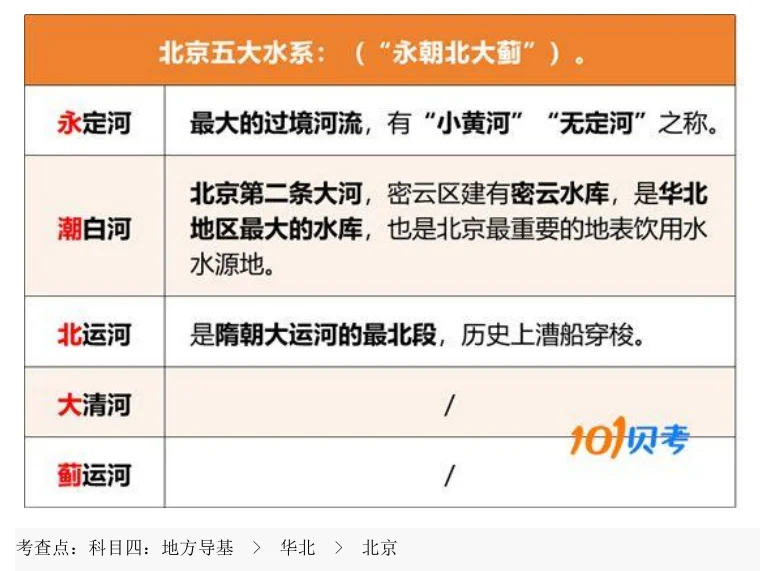 北京五大水系：（“永朝北大蓟”）。
永定河
最大的过境河流，有“小黄河”“无定河”之称。
潮白河
北京第二条大河，密云区建有密云水库，是华北
地区最大的水库，也是北京最重要的地表饮用水
水源地。
北运河
是隋朝大运河的最北段，历史上漕船穿梭。
大清河
/
101贝考
蓟运河
/
考查点：科目四：地方导基 > 华北 > 北京